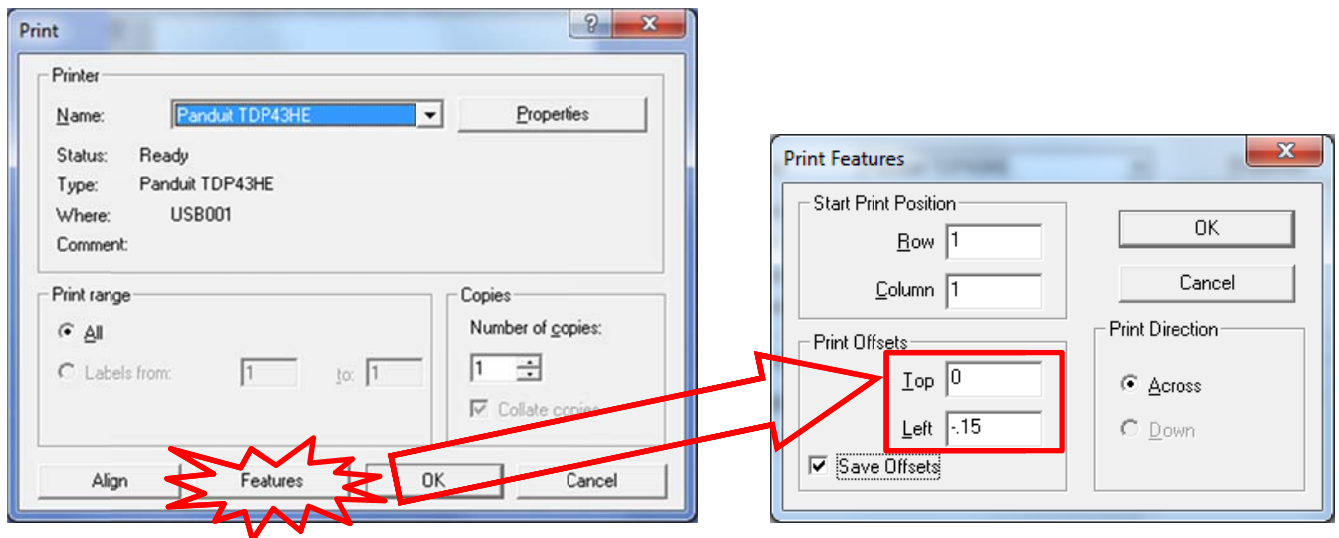 Print
Printer
Name: Panduit TDP43HE Properties
Status: Ready
Type: Panduit TDP43HE
Where: USB001
Comment:
Print range
All
Labels from: 1 to: 1
Copies
Number of copies:
1
Collate copies
Align Features OK Cancel
Print Features
Start Print Position
Row 1
Column 1
OK
Cancel
Print Offsets
Top 0
Left -.15
Save Offsets
Print Direction
Across
Down